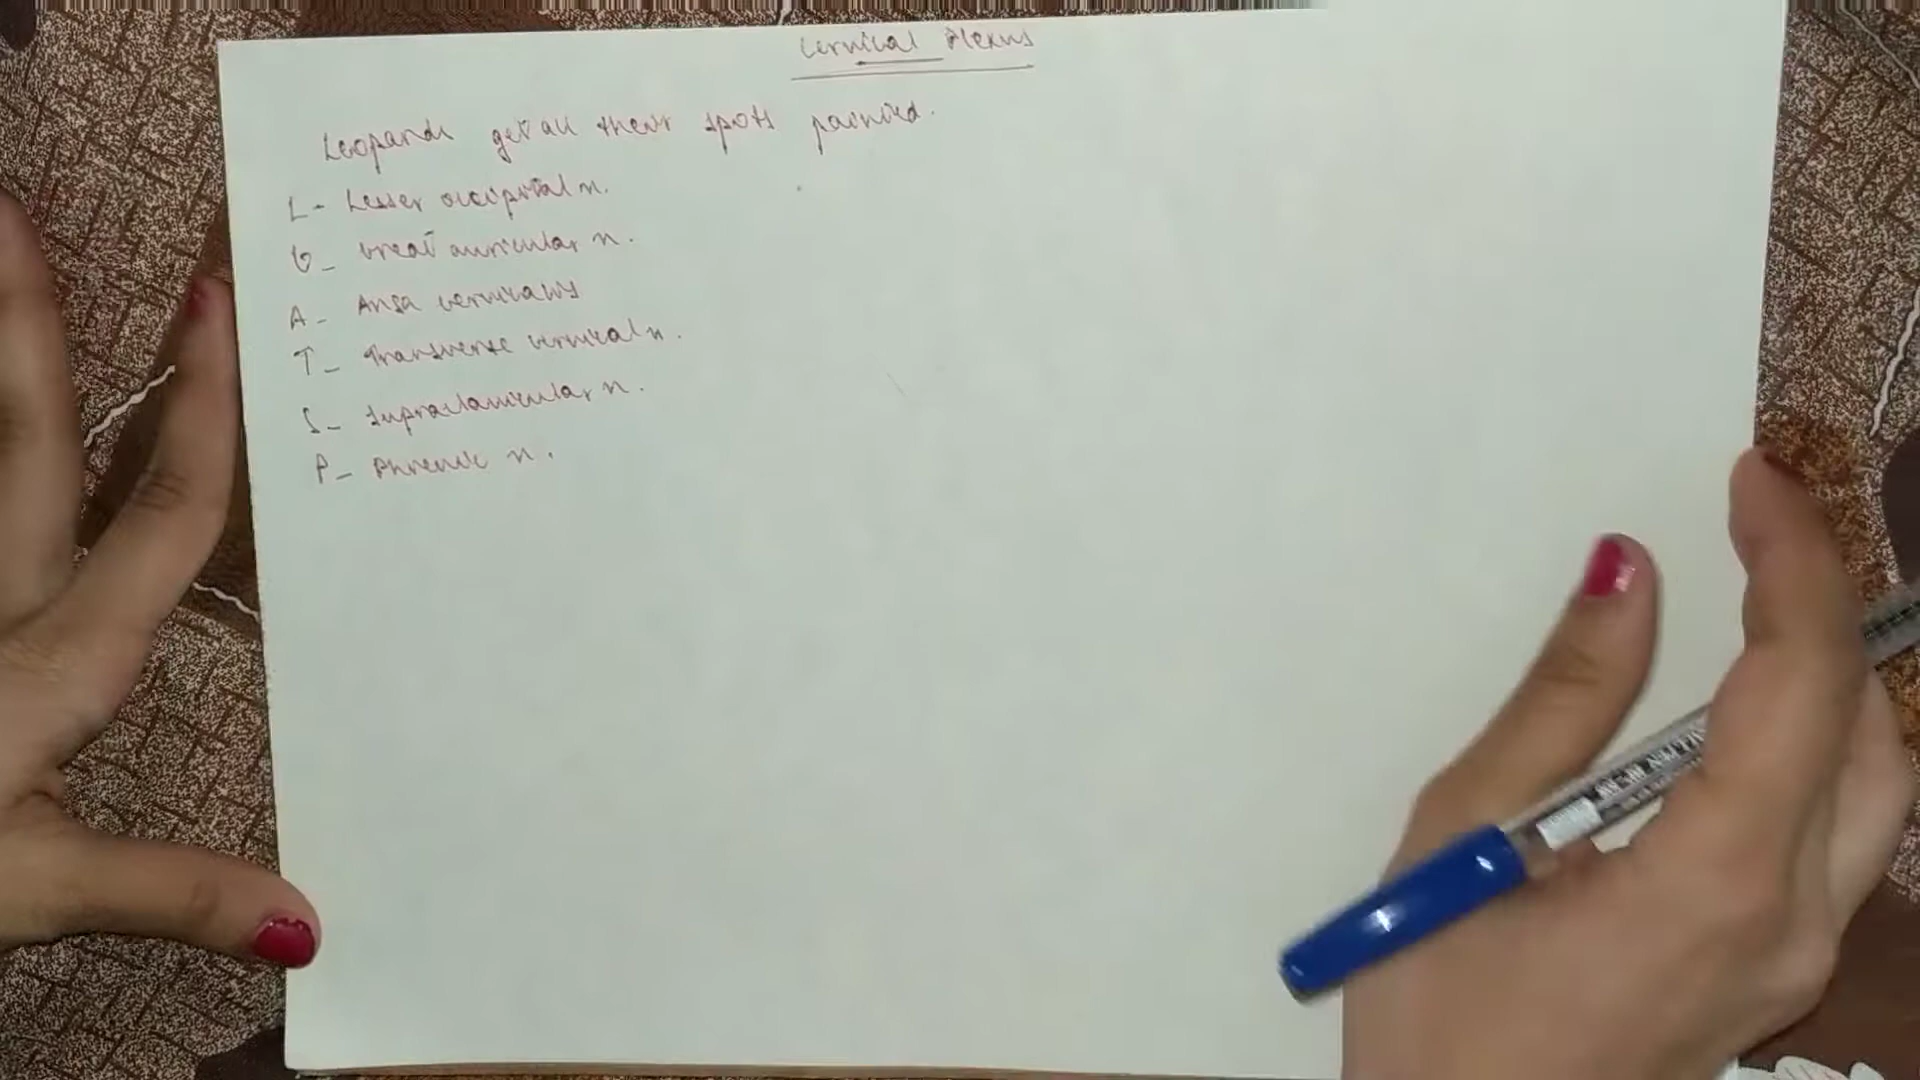 Cervical Plexus
Leopards get all their spots painted.
L- Lesser occipital n.
G- Great auricular n.
A- Ansa cervicalis
T- Transverse cervical n.
S- Supraclavicular n.
P- Phrenic n.